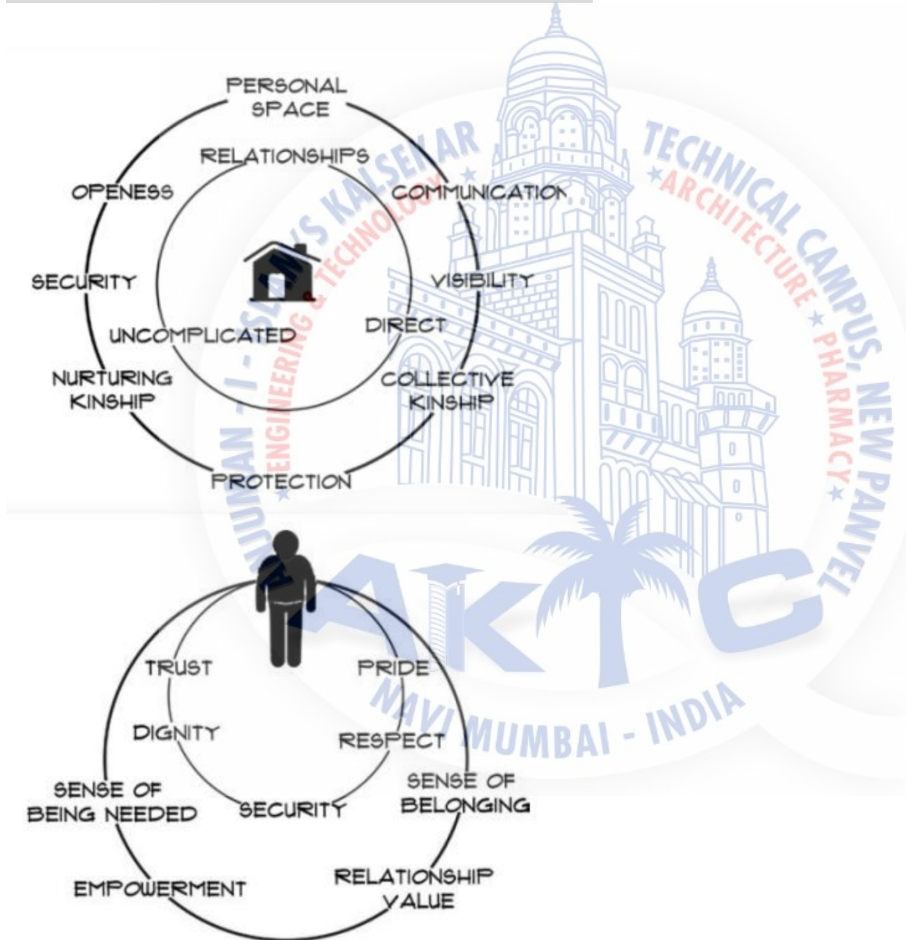 PERSONAL
SPACE
RELATIONSHIPS
OPENESS
COMMUNICATION
SECURITY
VISIBILITY
UNCOMPLICATED
DIRECT
NURTURING
KINSHIP
COLLECTIVE
KINSHIP
PROTECTION
TRUST
PRIDE
DIGNITY
RESPECT
SENSE OF
BEING NEEDED
SECURITY
SENSE OF
BELONGING
EMPOWERMENT
RELATIONSHIP
VALUE
KALSEKAR
TECHNICAL CAMPUS, NEW PANVEL
ENGINEERING & TECHNOLOGY ★ ARCHITECTURE ★ PHARMACY ★
AKTC
NAVI MUMBAI - INDIA